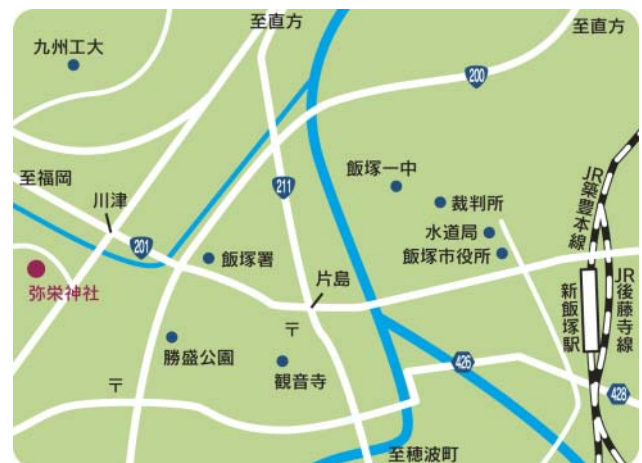 至直方
至直方
九州工大
200
飯塚一中
至福岡
211
裁判所
川津
JR筑豊本線
水道局
201
飯塚署
飯塚市役所
弥栄神社
片島
新飯塚駅
JR後藤寺線
〒
勝盛公園
観音寺
426
〒
428
至穂波町